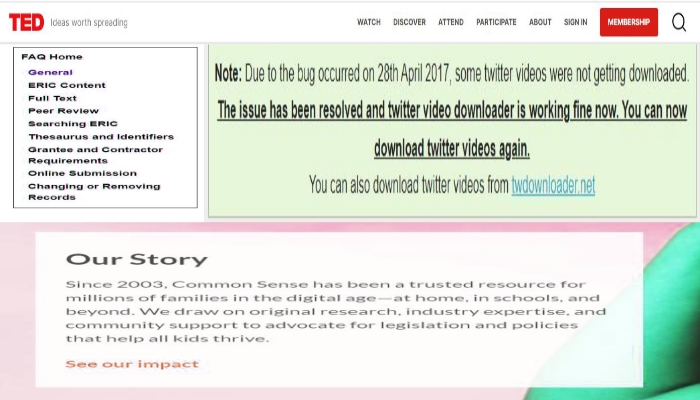 TED Ideas worth spreading WATCH DISCOVER ATTEND PARTICIPATE ABOUT SIGN IN MEMBERSHIP
FAQ Home
General
ERIC Content
Full Text
Peer Review
Searching ERIC
Thesaurus and Identifiers
Grantee and Contractor
Requirements
Online Submission
Changing or Removing
Records
Note: Due to the bug occurred on 28th April 2017, some twitter videos were not getting downloaded.
The issue has been resolved and twitter video downloader is working fine now. You can now
download twitter videos again.
You can also download twitter videos from twdownloader.net
Our Story
Since 2003, Common Sense has been a trusted resource for
millions of families in the digital age—at home, in schools, and
beyond. We draw on original research, industry expertise, and
community support to advocate for legislation and policies
that help all kids thrive.
See our impact